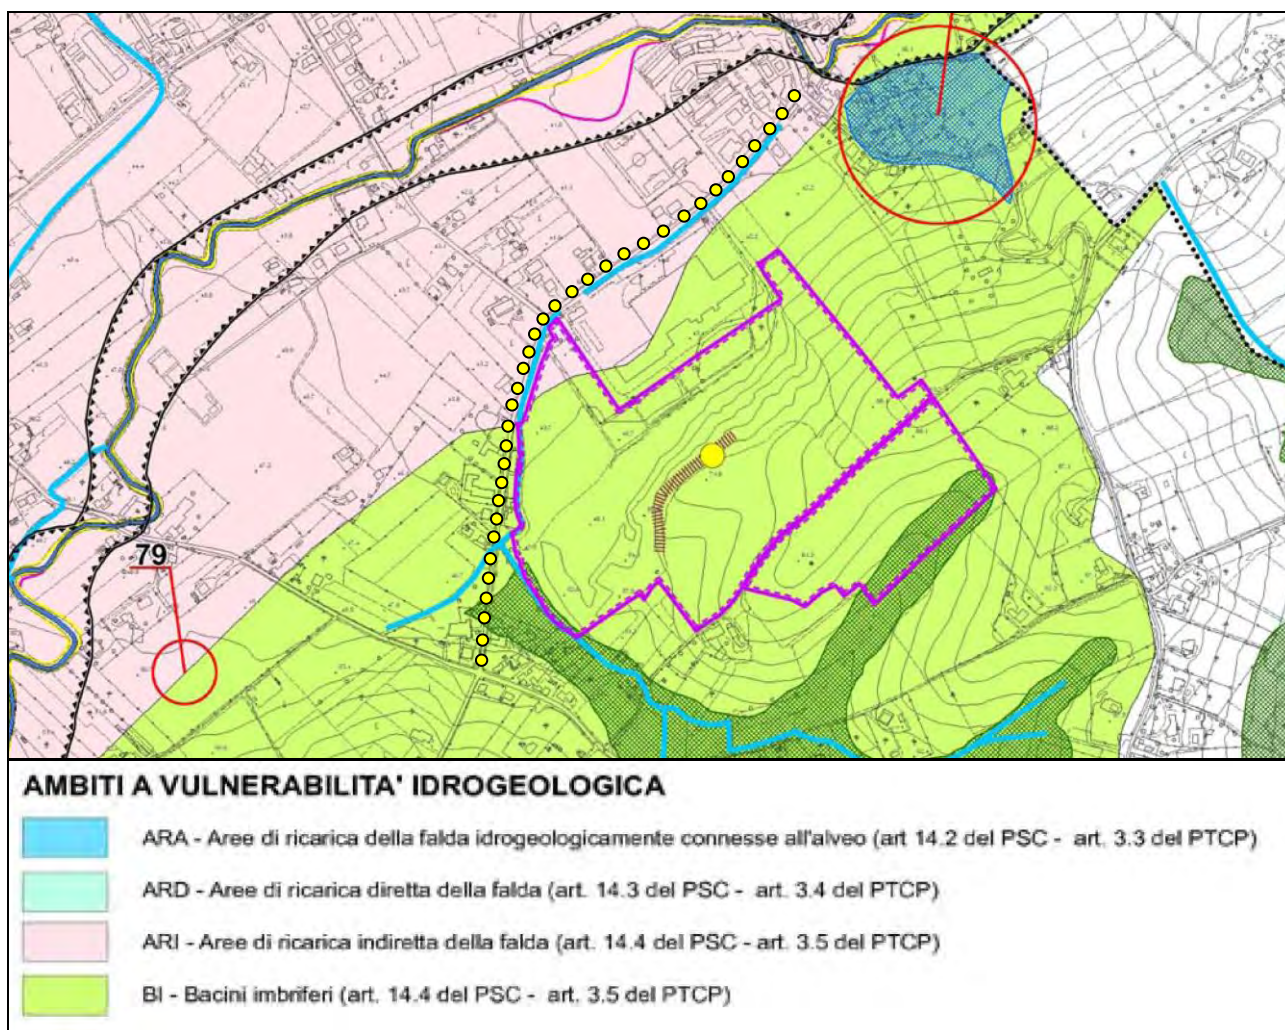 79
AMBITI A VULNERABILITA' IDROGEOLOGICA
ARA - Aree di ricarica della falda idrogeologicamente connesse all'alveo (art 14.2 del PSC - art. 3.3 del PTCP)
ARD - Aree di ricarica diretta della falda (art. 14.3 del PSC - art. 3.4 del PTCP)
ARI - Aree di ricarica indiretta della falda (art. 14.4 del PSC - art. 3.5 del PTCP)
BI - Bacini imbriferi (art. 14.4 del PSC - art. 3.5 del PTCP)